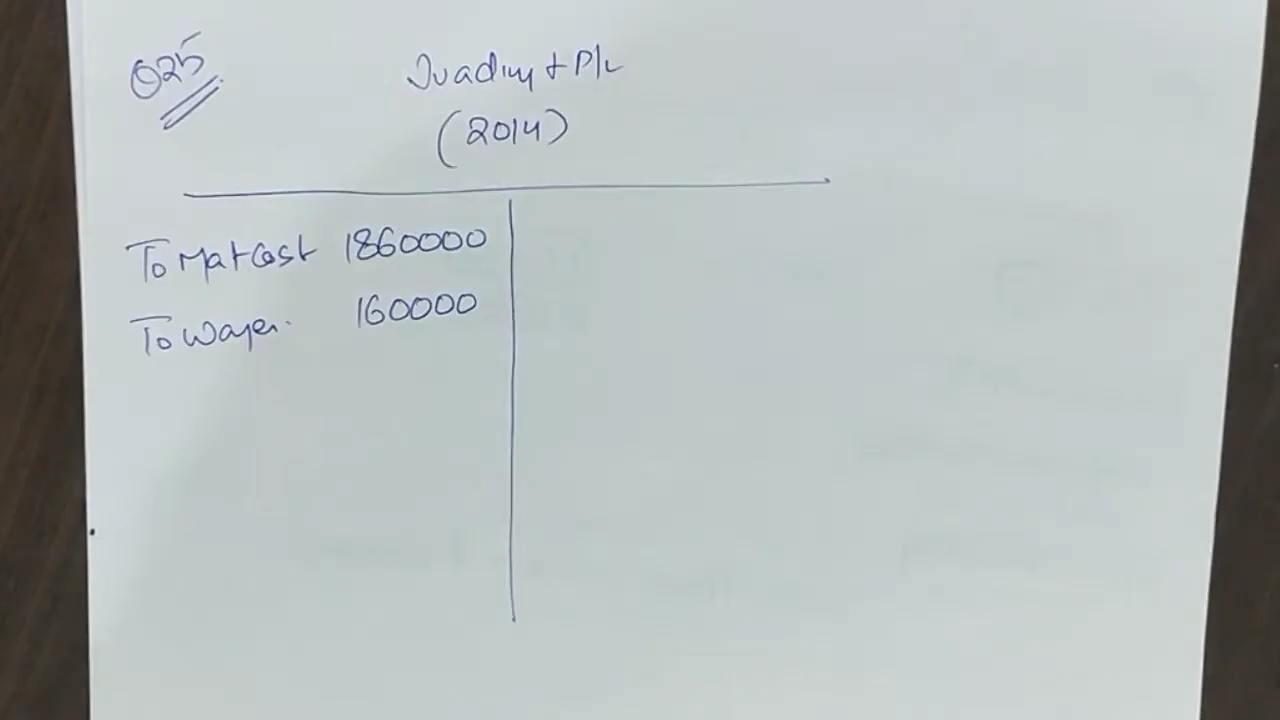 Q25
Trading + P/L
(2014)
To Mat Cost 1860000
To Wages. 160000